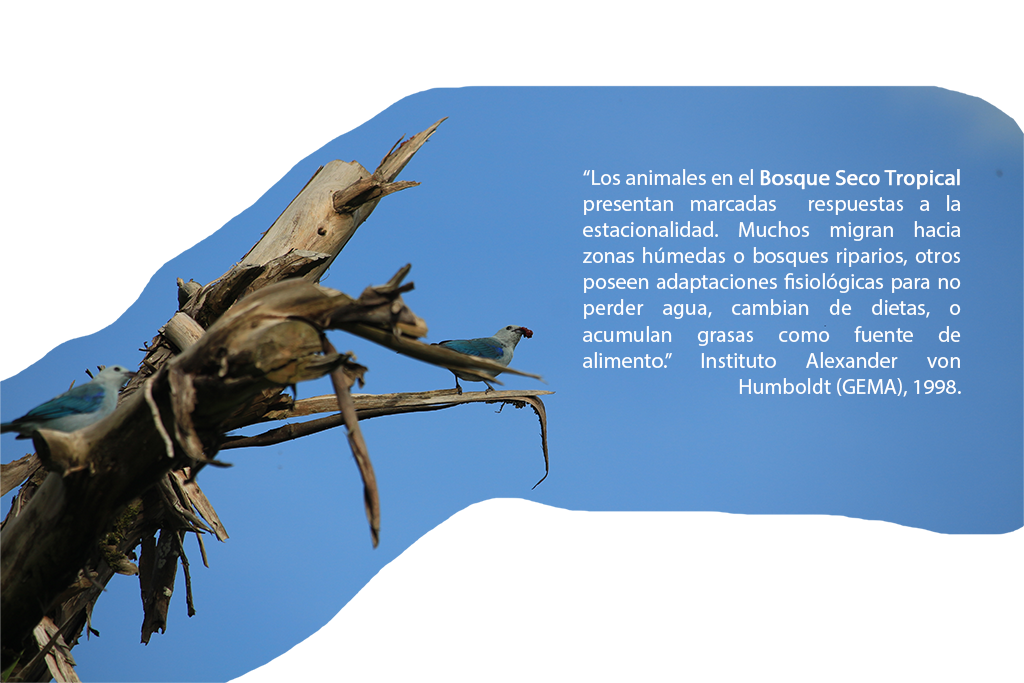 “Los animales en el Bosque Seco Tropical
presentan marcadas respuestas a la
estacionalidad. Muchos migran hacia
zonas húmedas o bosques riparios, otros
poseen adaptaciones fisiológicas para no
perder agua, cambian de dietas, o
acumulan grasas como fuente de
alimento.” Instituto Alexander von
Humboldt (GEMA), 1998.